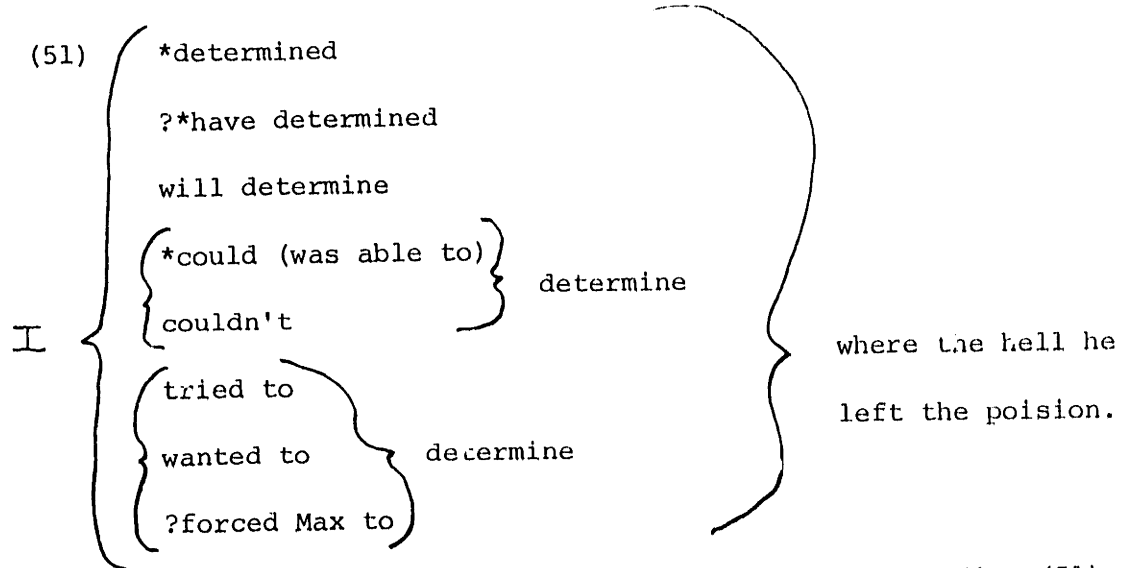 (51) *determined
?*have determined
will determine
*could (was able to)
determine
couldn't
I
where the hell he
tried to
left the poision.
wanted to
determine
?forced Max to